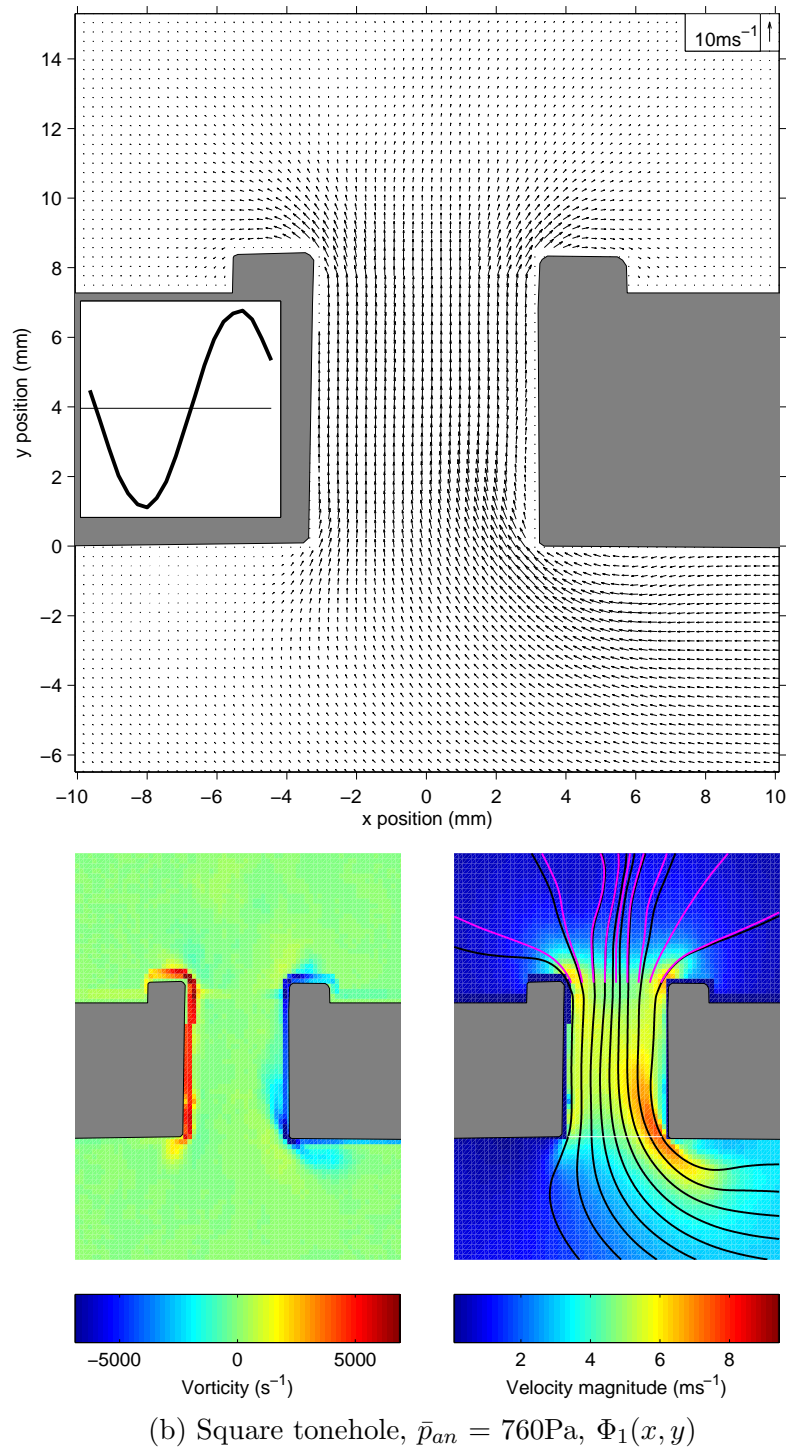 10ms⁻¹
14
12
10
8
6
4
2
0
−2
−4
−6
y position (mm)
−10 −8 −6 −4 −2 0 2 4 6 8 10
x position (mm)
−5000 0 5000
Vorticity (s⁻¹)
2 4 6 8
Velocity magnitude (ms⁻¹)
(b) Square tonehole, p̄ₐₙ = 760Pa, Φ₁(x, y)